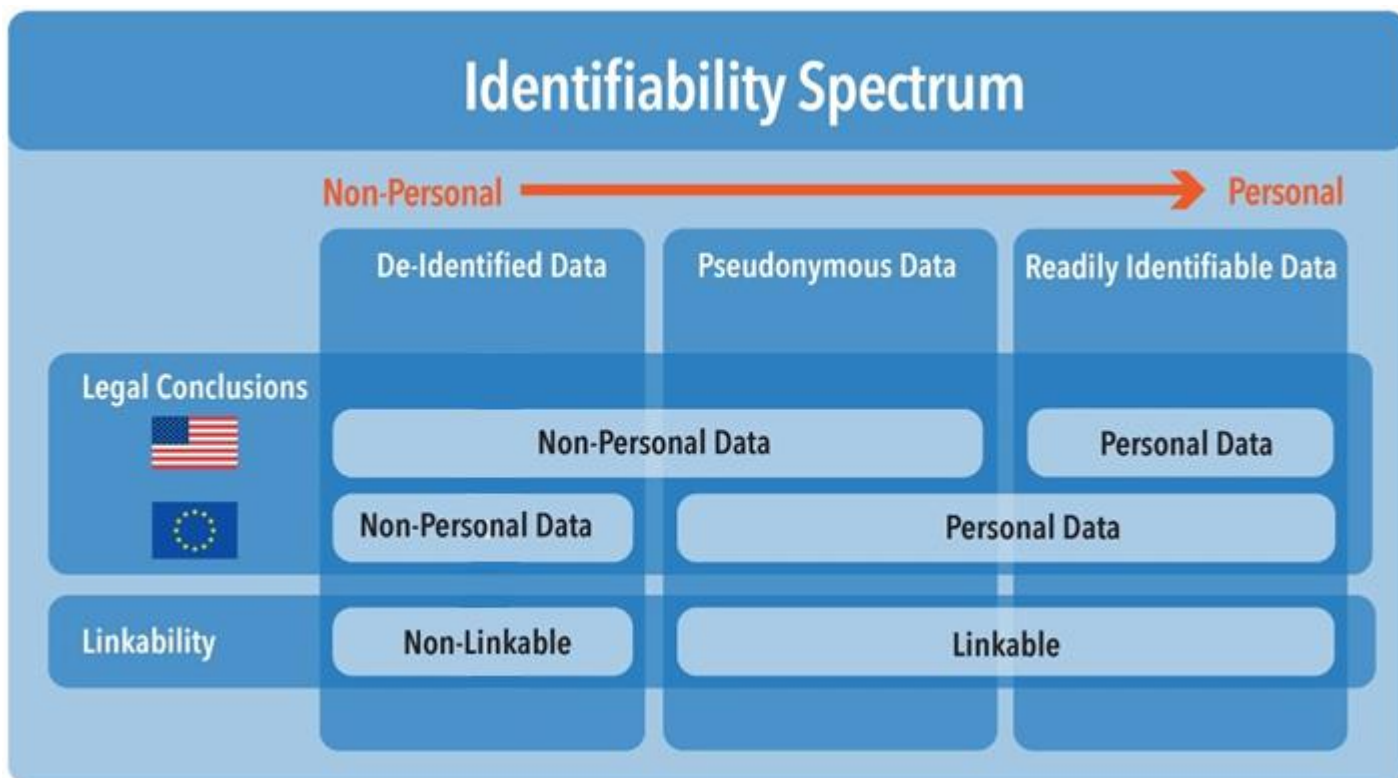 Identifiability Spectrum
Non-Personal Personal
De-Identified Data Pseudonymous Data Readily Identifiable Data
Legal Conclusions
Non-Personal Data Personal Data
Non-Personal Data Personal Data
Linkability Non-Linkable Linkable